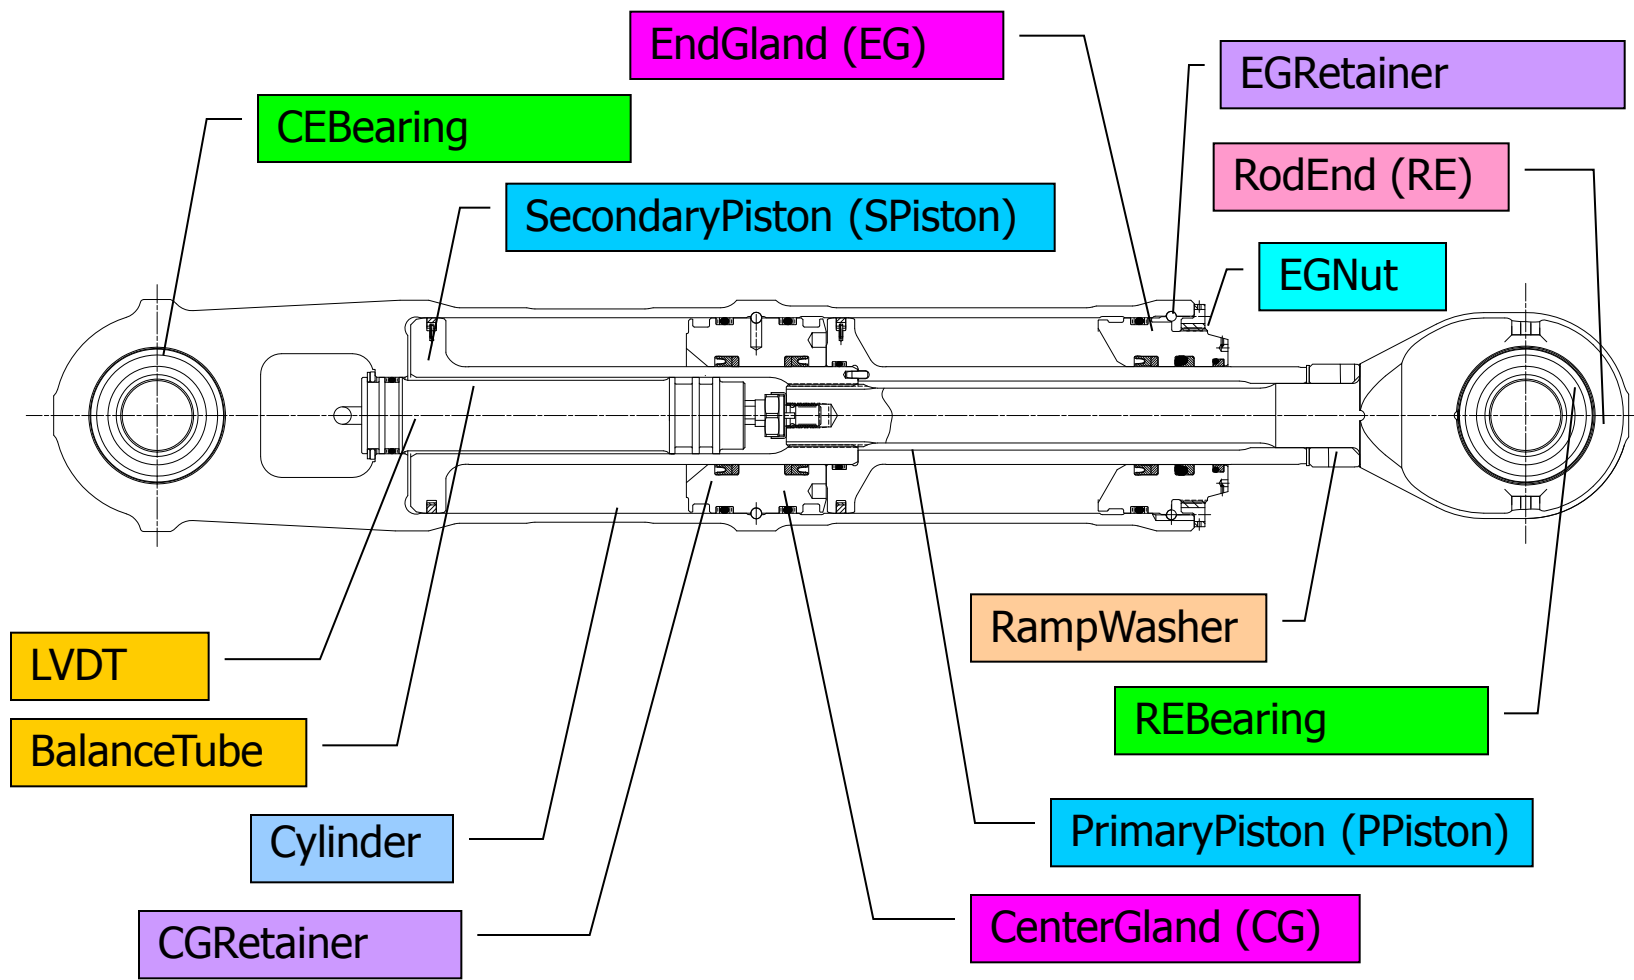 EndGland (EG)
EGRetainer
CEBearing
RodEnd (RE)
SecondaryPiston (SPiston)
EGNut
RampWasher
LVDT
REBearing
BalanceTube
PrimaryPiston (PPiston)
Cylinder
CenterGland (CG)
CGRetainer